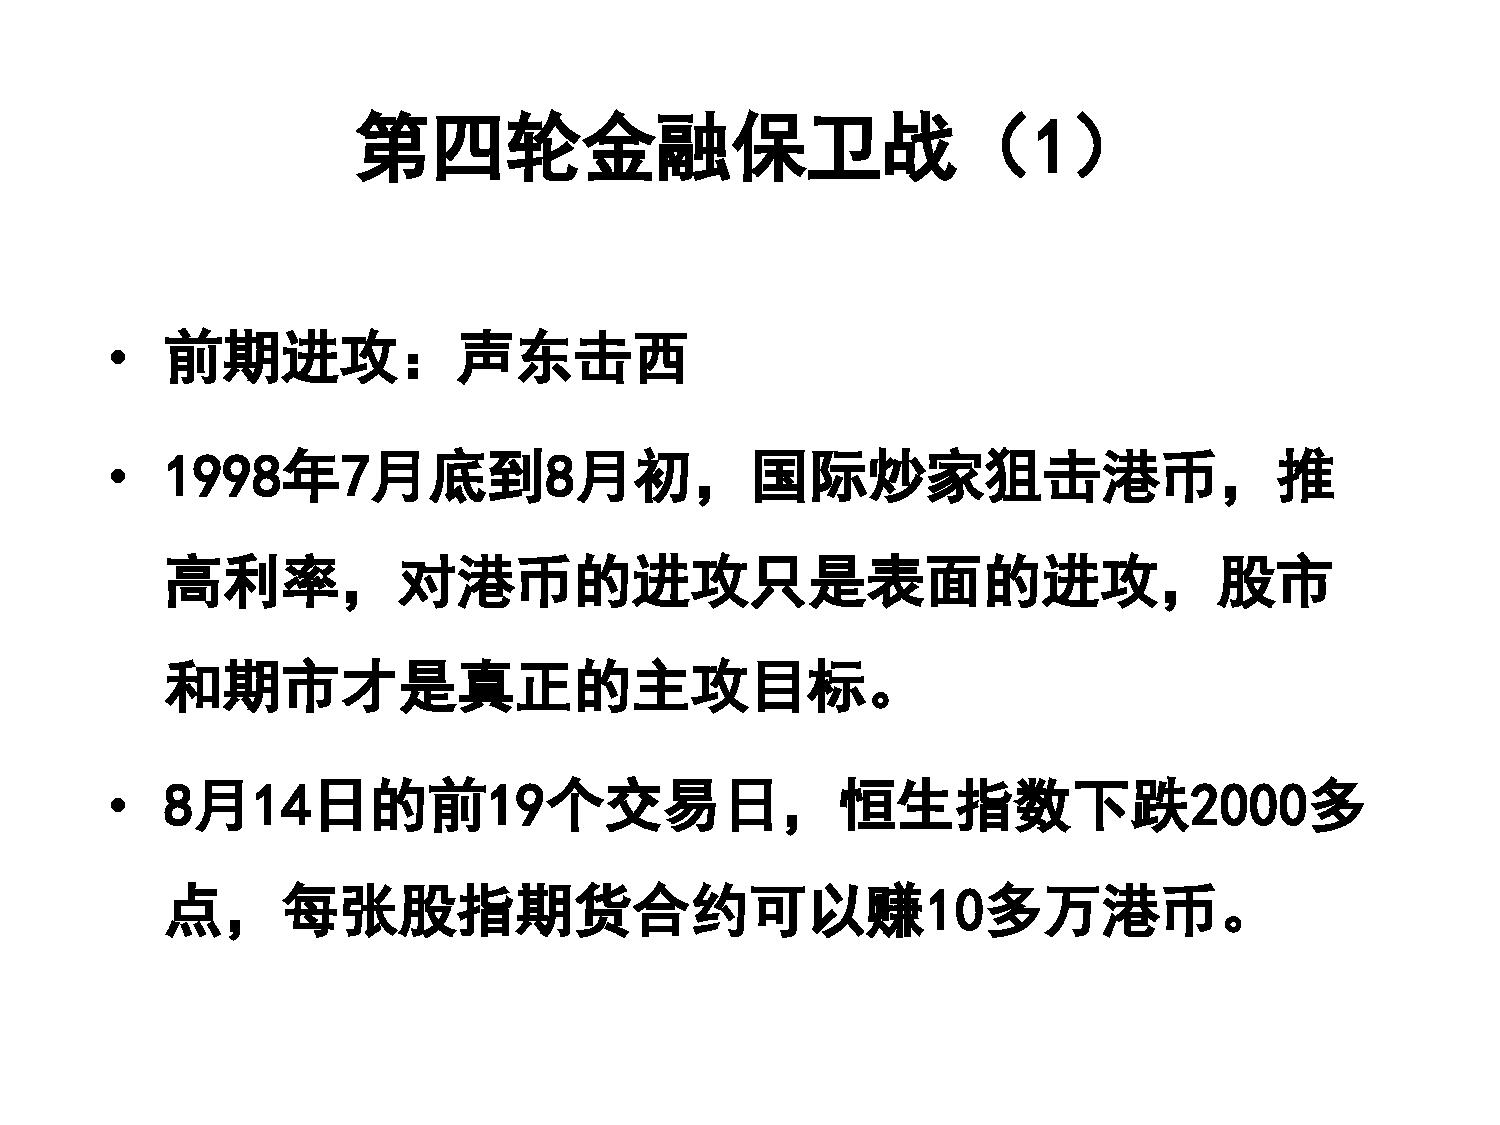 第四轮金融保卫战（1）
• 前期进攻：声东击西
• 1998年7月底到8月初，国际炒家狙击港币，推
高利率，对港币的进攻只是表面的进攻，股市
和期市才是真正的主攻目标。
• 8月14日的前19个交易日，恒生指数下跌2000多
点，每张股指期货合约可以赚10多万港币。